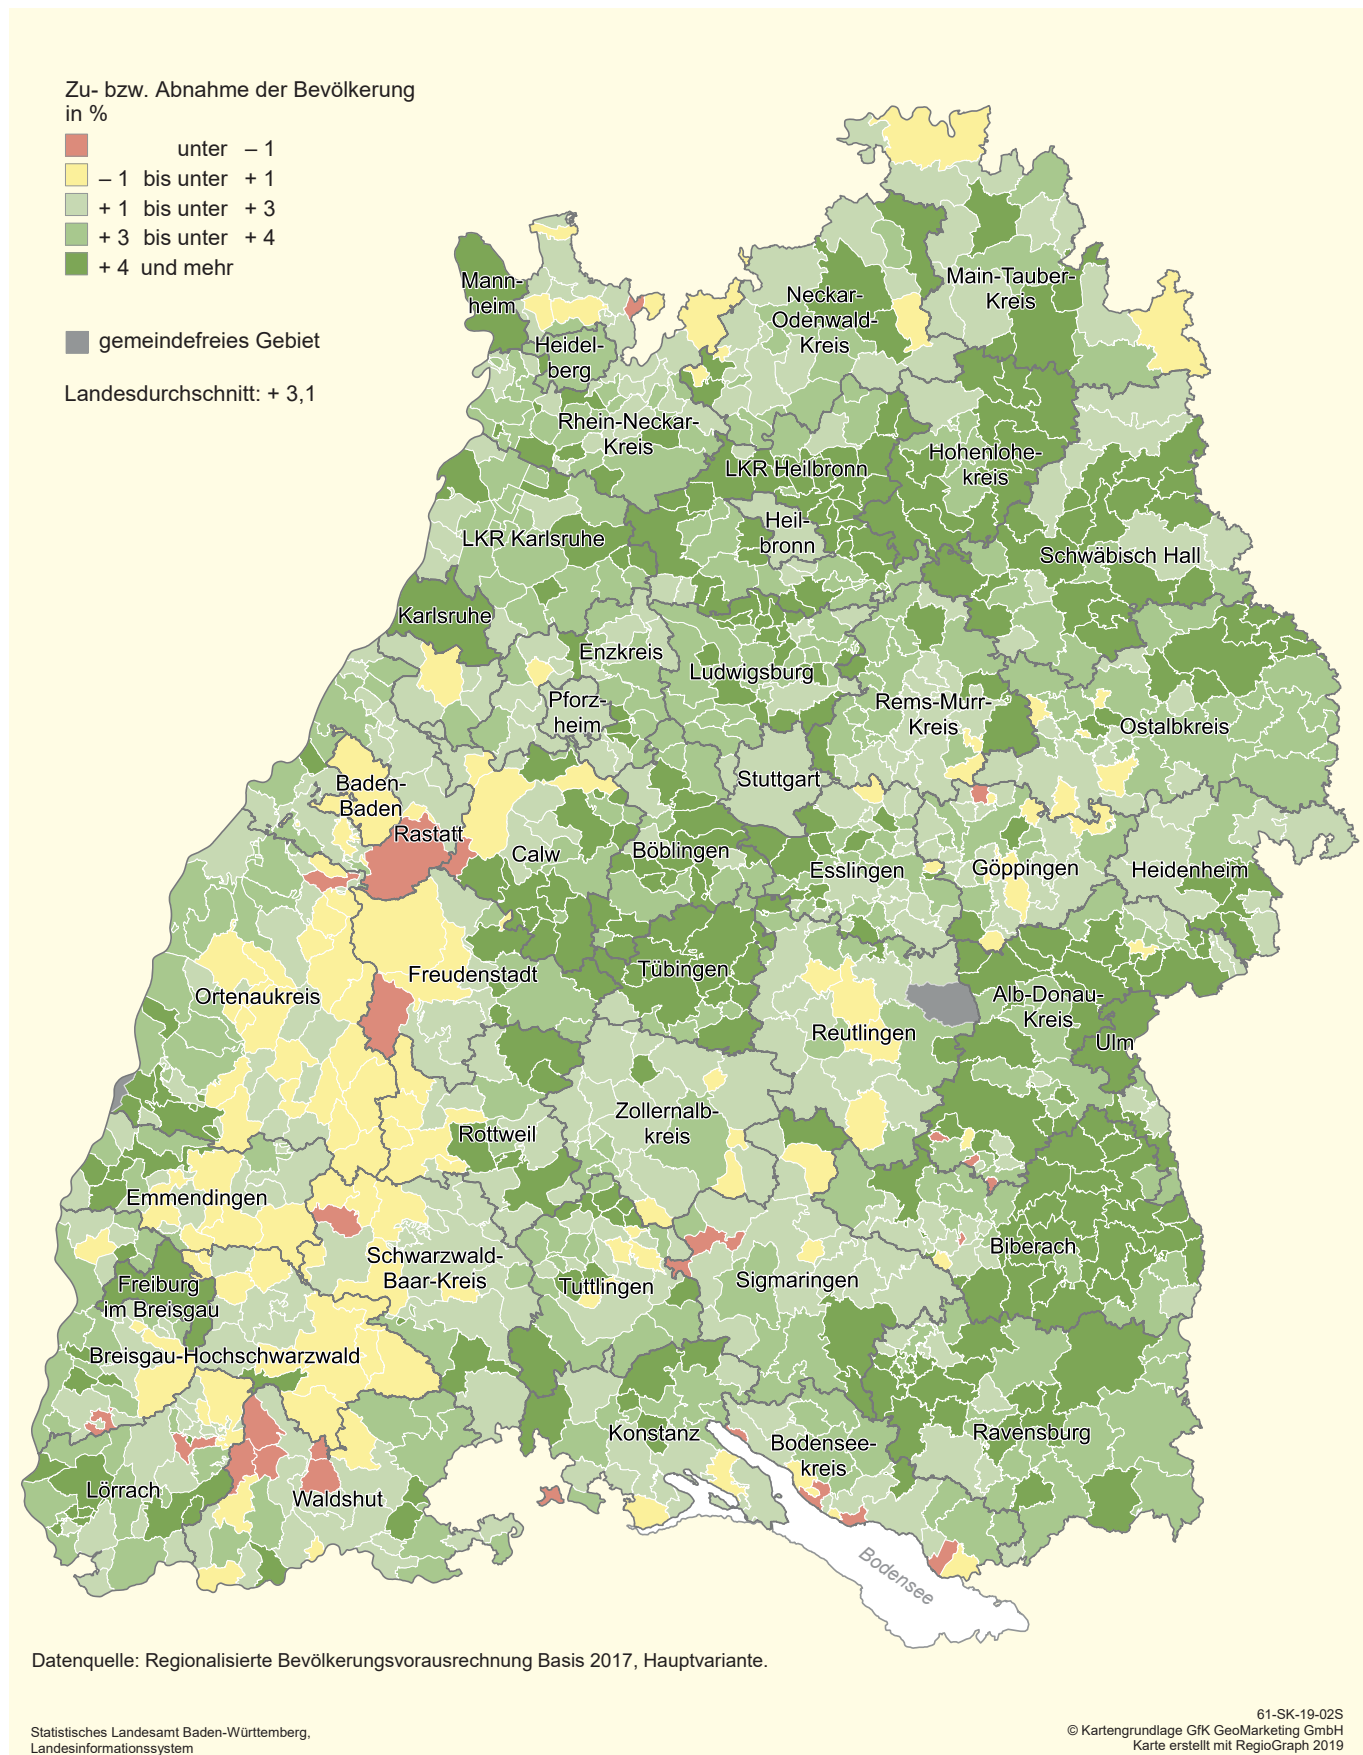 Zu- bzw. Abnahme der Bevölkerung
in %
unter – 1
– 1 bis unter + 1
+ 1 bis unter + 3
+ 3 bis unter + 4
+ 4 und mehr
gemeindefreies Gebiet
Landesdurchschnitt: + 3,1
Mann-
heim
Heidel-
berg
Rhein-Neckar-
Kreis
Neckar-
Odenwald-
Kreis
Main-Tauber-
Kreis
LKR Heilbronn
Hohenlohe-
kreis
Heil-
bronn
LKR Karlsruhe
Schwäbisch Hall
Karlsruhe
Enzkreis
Ludwigsburg
Pforz-
heim
Rems-Murr-
Kreis
Ostalbkreis
Stuttgart
Baden-
Baden
Rastatt
Calw
Böblingen
Esslingen
Göppingen
Heidenheim
Freudenstadt
Tübingen
Ortenaukreis
Reutlingen
Alb-Donau-
Kreis
Ulm
Zollernalb-
kreis
Rottweil
Emmendingen
Schwarzwald-
Baar-Kreis
Tuttlingen
Sigmaringen
Biberach
Freiburg
im Breisgau
Breisgau-Hochschwarzwald
Konstanz
Bodensee-
kreis
Ravensburg
Lörrach
Waldshut
Bodensee
Datenquelle: Regionalisierte Bevölkerungsvorausrechnung Basis 2017, Hauptvariante.
Statistisches Landesamt Baden-Württemberg,
Landesinformationssystem
61-SK-19-02S
© Kartengrundlage GfK GeoMarketing GmbH
Karte erstellt mit RegioGraph 2019